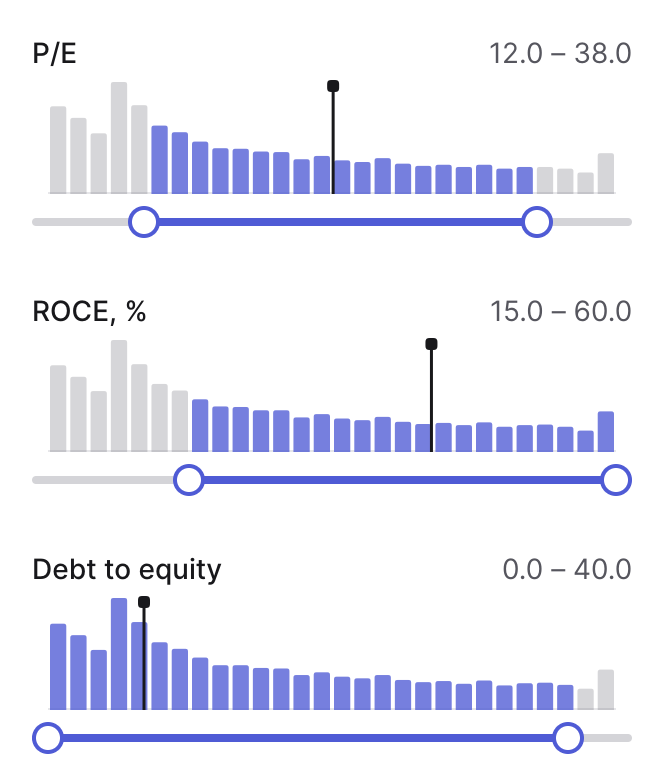 P/E 12.0 – 38.0
ROCE, % 15.0 – 60.0
Debt to equity 0.0 – 40.0